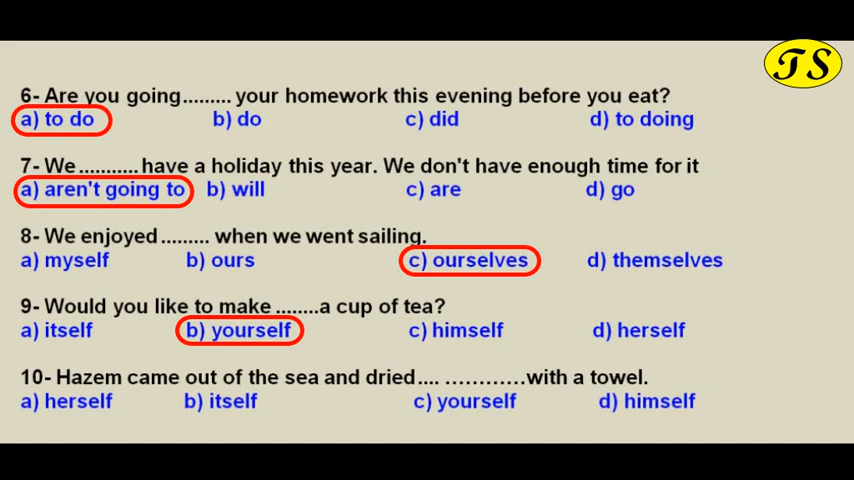 TS
6- Are you going......... your homework this evening before you eat?
a) to do b) do c) did d) to doing
7- We........... have a holiday this year. We don't have enough time for it
a) aren't going to b) will c) are d) go
8- We enjoyed ......... when we went sailing.
a) myself b) ours c) ourselves d) themselves
9- Would you like to make ........a cup of tea?
a) itself b) yourself c) himself d) herself
10- Hazem came out of the sea and dried.... ............with a towel.
a) herself b) itself c) yourself d) himself